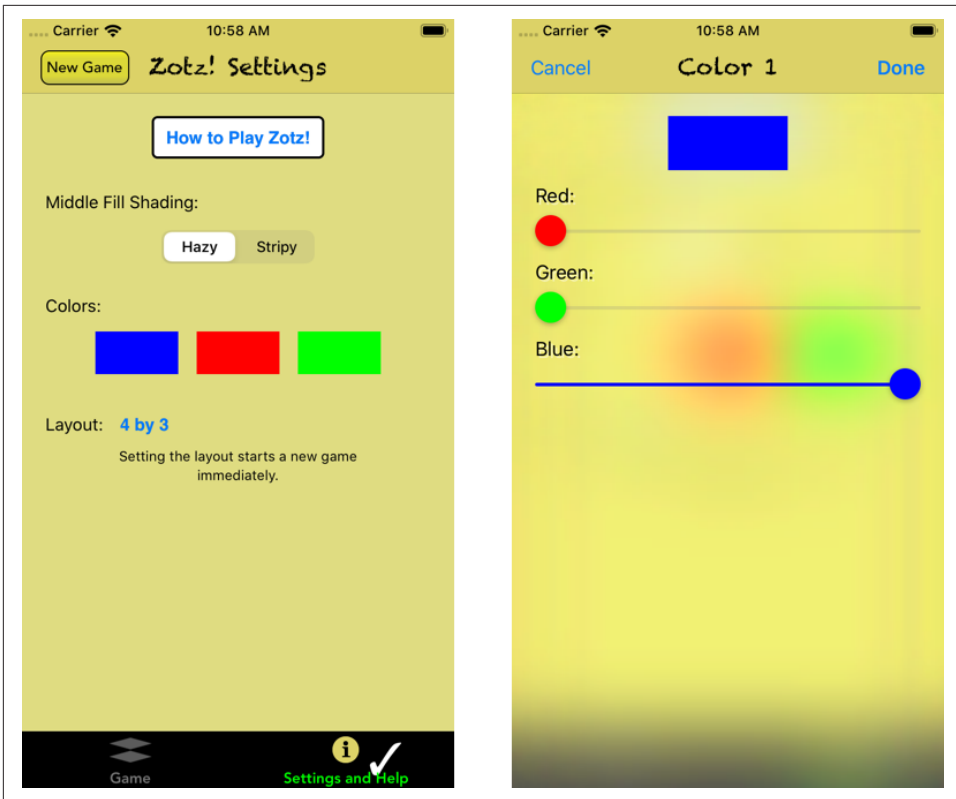 Carrier 10:58 AM
New Game Zotz! Settings
How to Play Zotz!
Middle Fill Shading:
Hazy Stripy
Colors:
Layout: 4 by 3
Setting the layout starts a new game
immediately.
Game Settings and Help
Carrier 10:58 AM
Cancel Color 1 Done
Red:
Green:
Blue: